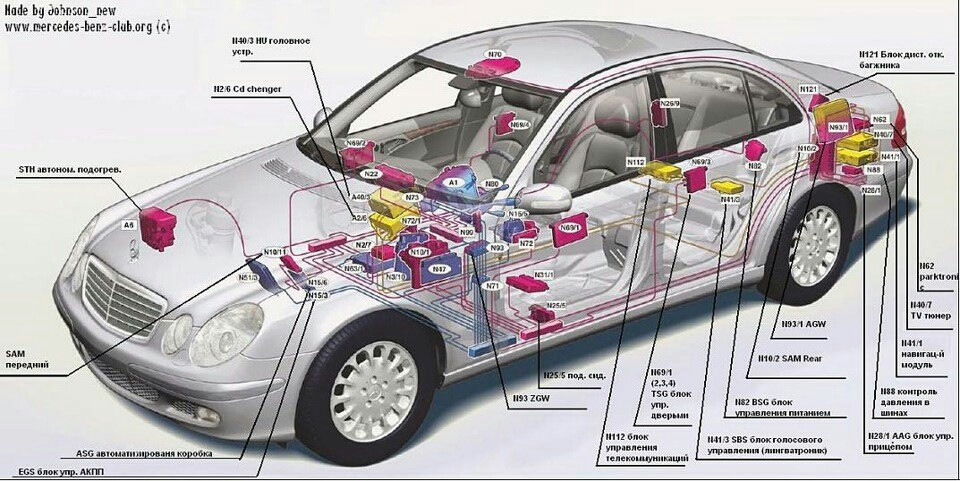 Made by Johnson_new
www.mercedes-benz-club.org (c)
N40/3 HU головное
устр.
N2/6 Cd chenger
STH автоном. подогрев.
SAM
передний
ASG автоматизированя коробка
EGS блок упр. АКПП
N121 Блок дист. отк.
багжника
N62
parktroni
c
N40/7
TV тюнер
N41/1
навигац-й
модуль
N88 контроль
давления в
шинах
N28/1 AAG блок упр.
прицёпом
N93/1 AGW
N10/2 SAM Rear
N82 BSG блок
управления питанием
N41/3 SBS блок голосового
управления (лингватроник)
N69/1
(2,3,4)
TSG блок
упр.
дверьми
N112 блок
управления
телекоммуникаций
N25/5 под. сид.
N93 ZGW
N70
N69/4
N26/9
N69/2
N22
A1
N80
N73
A40/3
A2/6
N72/1
N99
N15/5
N2/7
N10/1
N93
N72
N69/1
N53/1
N3/10
N47
N71
N31/1
N25/5
A6
N10/11
N51/3
N15/6
N15/3
N112
N69/3
N41/3
N82
N10/2
N121
N93/1
N62
N40/7
N41/1
N88
N28/1